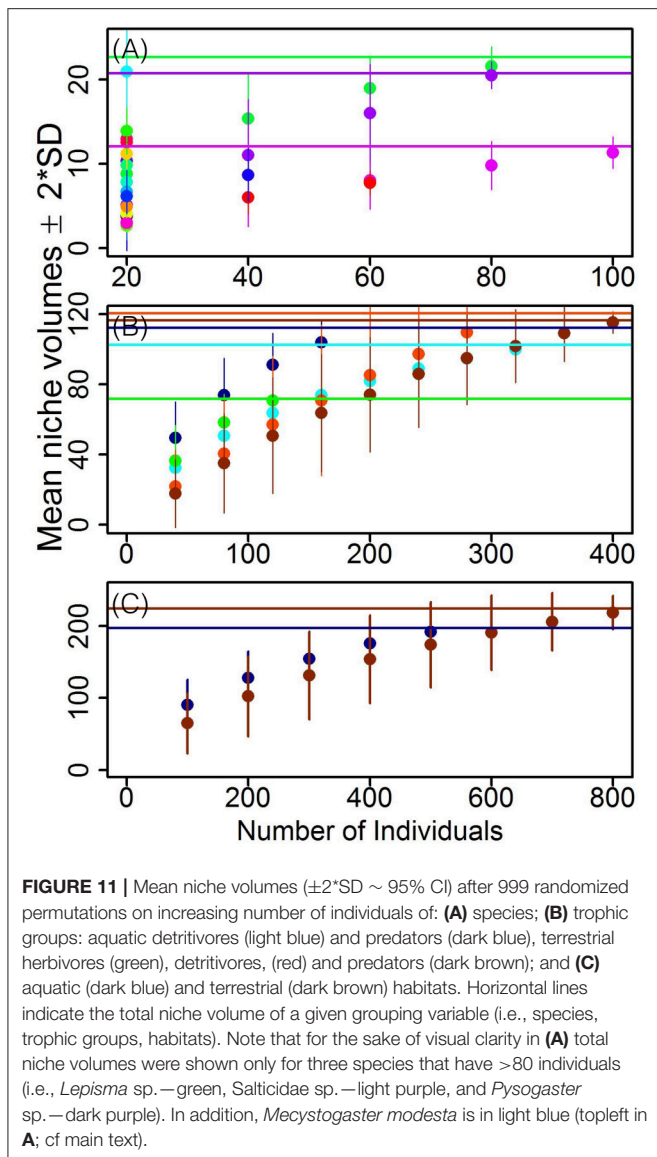 Mean niche volumes ± 2*SD
(A)
20
10
0
20 40 60 80 100
(B)
120
80
40
0
0 100 200 300 400
(C)
200
100
0
0 200 400 600 800
Number of Individuals
FIGURE 11 | Mean niche volumes (±2*SD ~ 95% CI) after 999 randomized
permutations on increasing number of individuals of: (A) species; (B) trophic
groups: aquatic detritivores (light blue) and predators (dark blue), terrestrial
herbivores (green), detritivores, (red) and predators (dark brown); and (C)
aquatic (dark blue) and terrestrial (dark brown) habitats. Horizontal lines
indicate the total niche volume of a given grouping variable (i.e., species,
trophic groups, habitats). Note that for the sake of visual clarity in (A) total
niche volumes were shown only for three species that have >80 individuals
(i.e., Lepisma sp.—green, Salticidae sp.—light purple, and Pysogaster
sp.—dark purple). In addition, Mecystogaster modesta is in light blue (topleft in
A; cf main text).